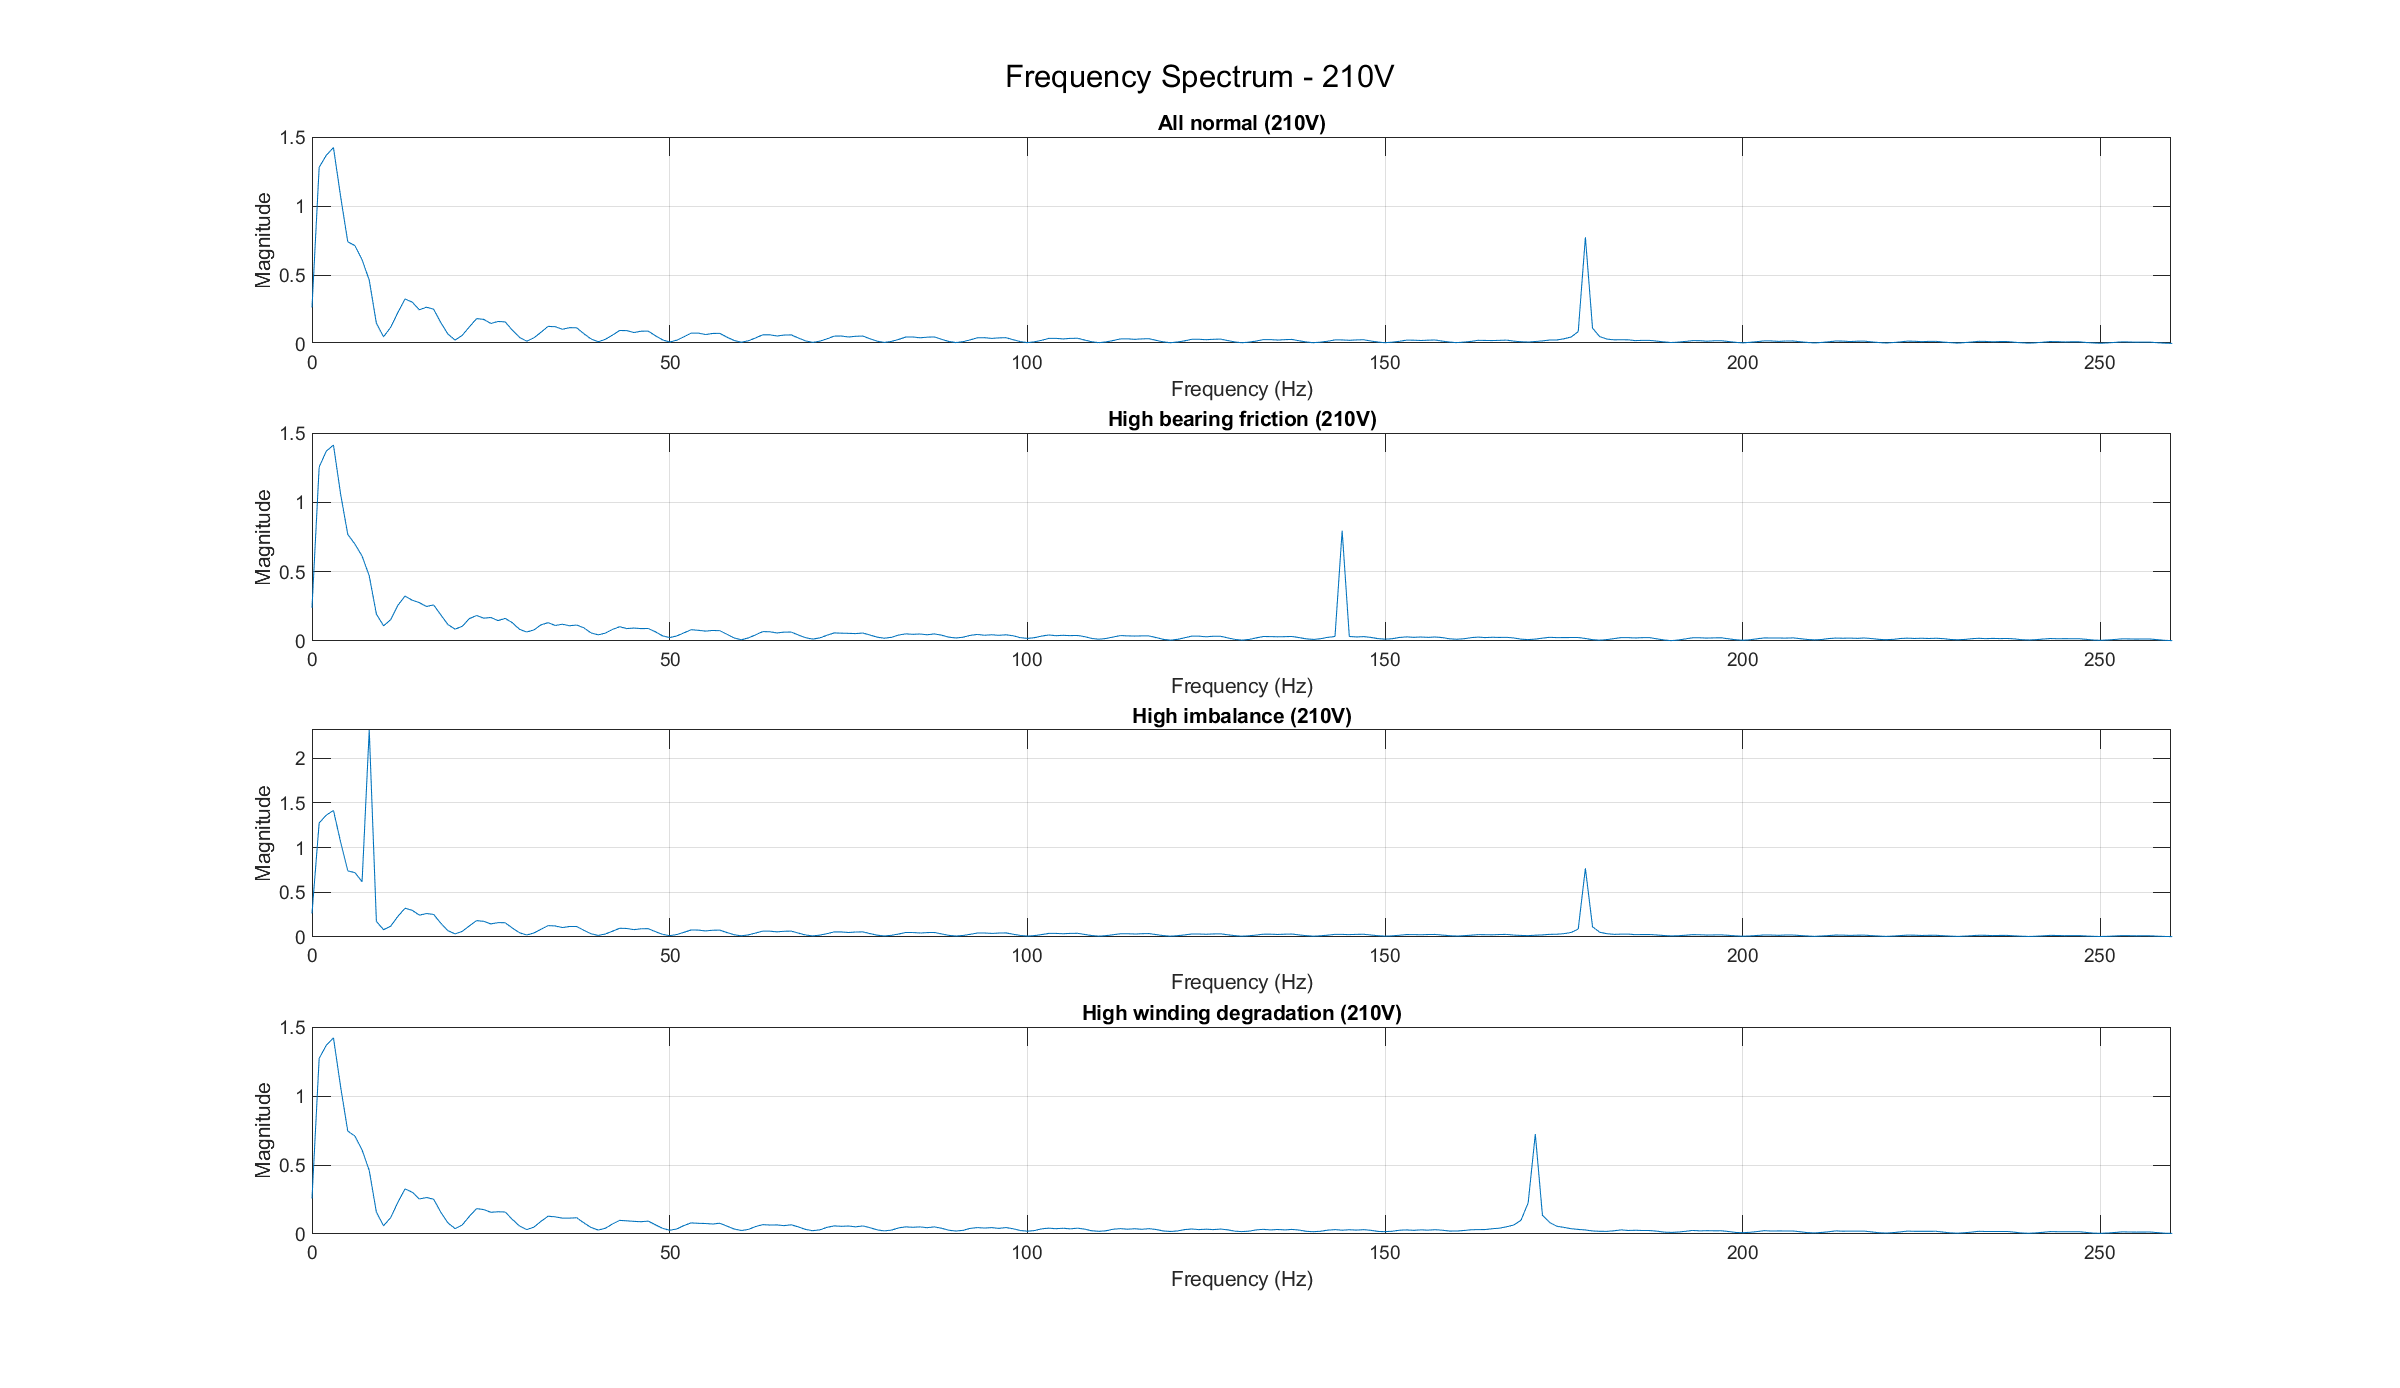 Frequency Spectrum - 210V
All normal (210V)
1.5
1
0.5
0
Magnitude
0 50 100 150 200 250
Frequency (Hz)
High bearing friction (210V)
1.5
1
0.5
0
Magnitude
0 50 100 150 200 250
Frequency (Hz)
High imbalance (210V)
2
1.5
1
0.5
0
Magnitude
0 50 100 150 200 250
Frequency (Hz)
High winding degradation (210V)
1.5
1
0.5
0
Magnitude
0 50 100 150 200 250
Frequency (Hz)